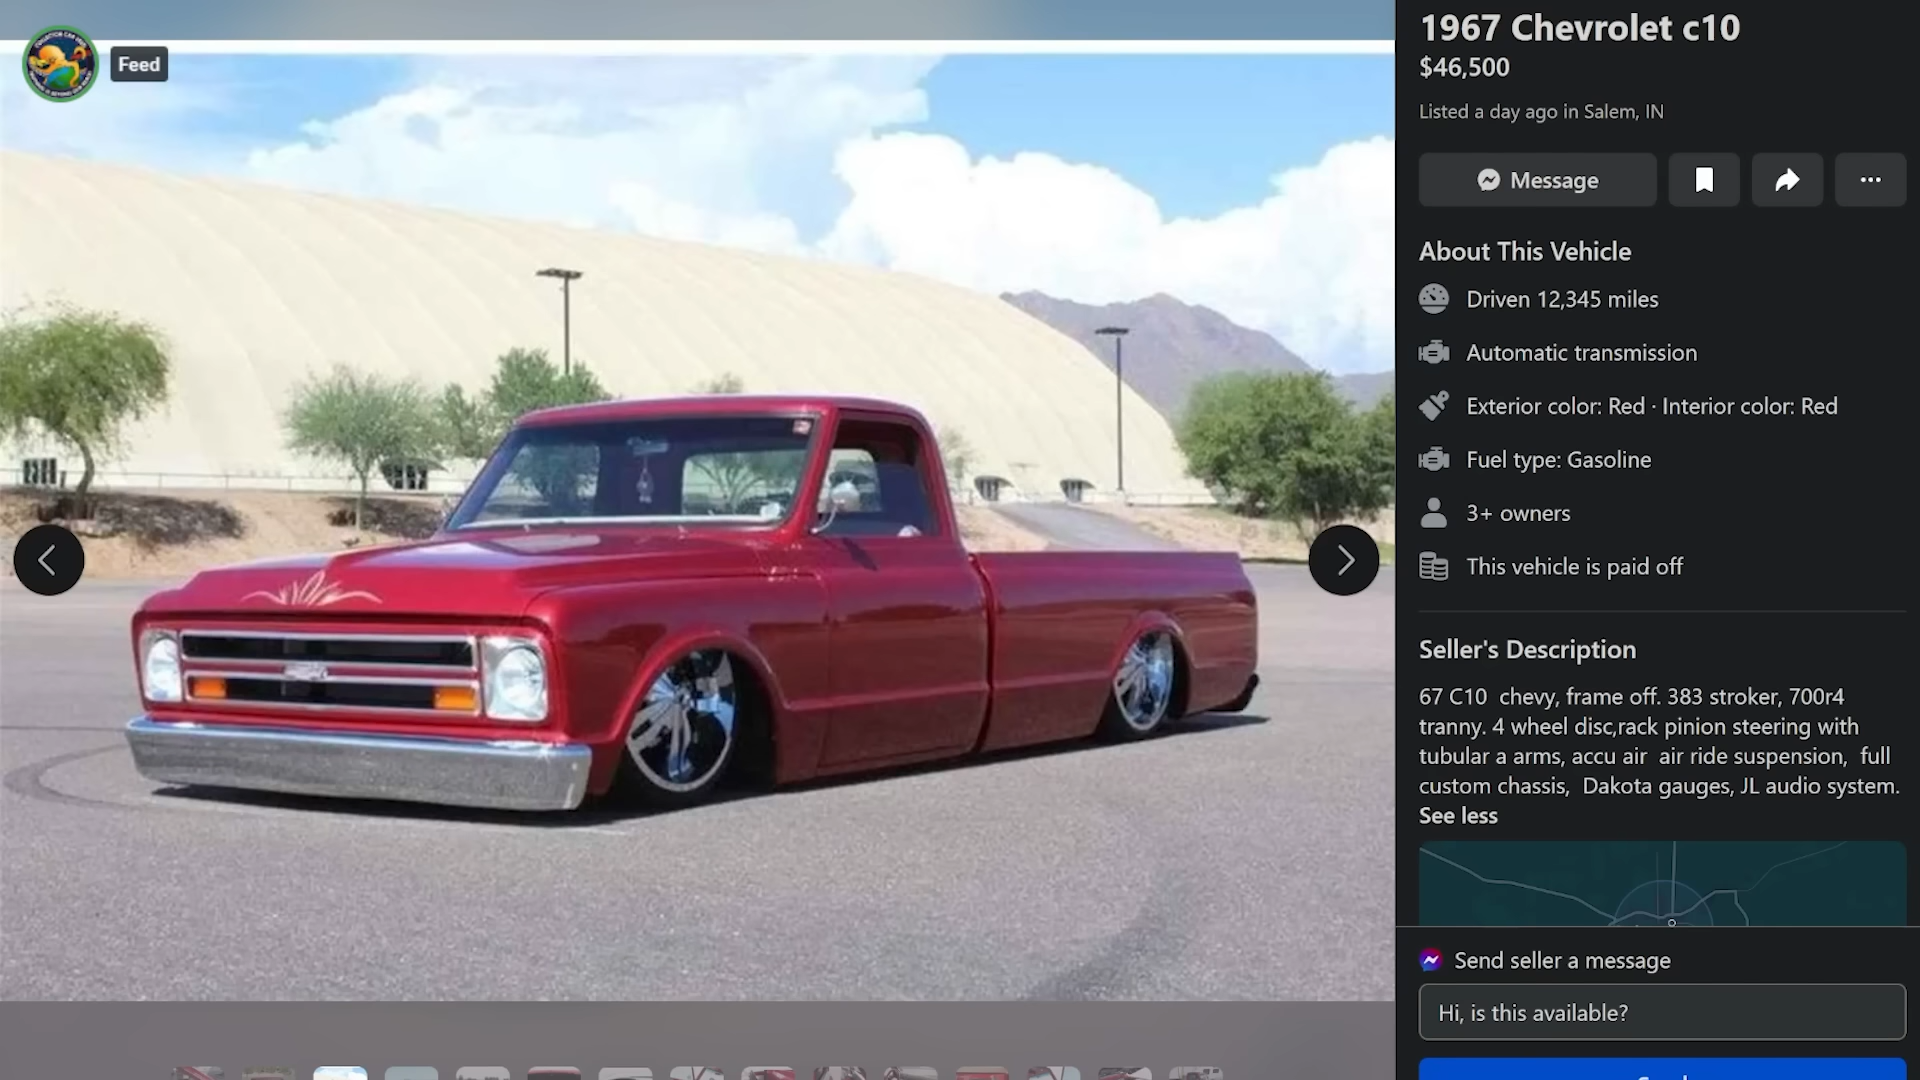 Feed
1967 Chevrolet c10
$46,500
Listed a day ago in Salem, IN
Message
About This Vehicle
Driven 12,345 miles
Automatic transmission
Exterior color: Red · Interior color: Red
Fuel type: Gasoline
3+ owners
This vehicle is paid off
Seller's Description
67 C10 chevy, frame off. 383 stroker, 700r4
tranny. 4 wheel disc,rack pinion steering with
tubular a arms, accu air air ride suspension, full
custom chassis, Dakota gauges, JL audio system.
See less
Send seller a message
Hi, is this available?